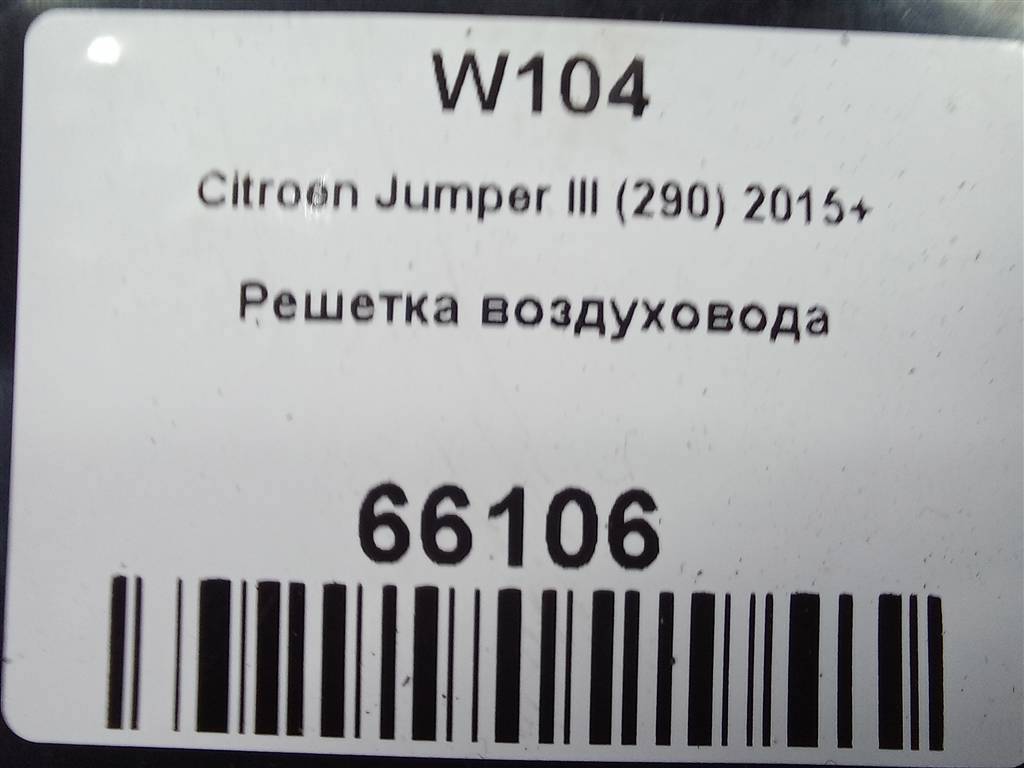 W104
Citroen Jumper III (290) 2015+
Решетка воздуховода
66106